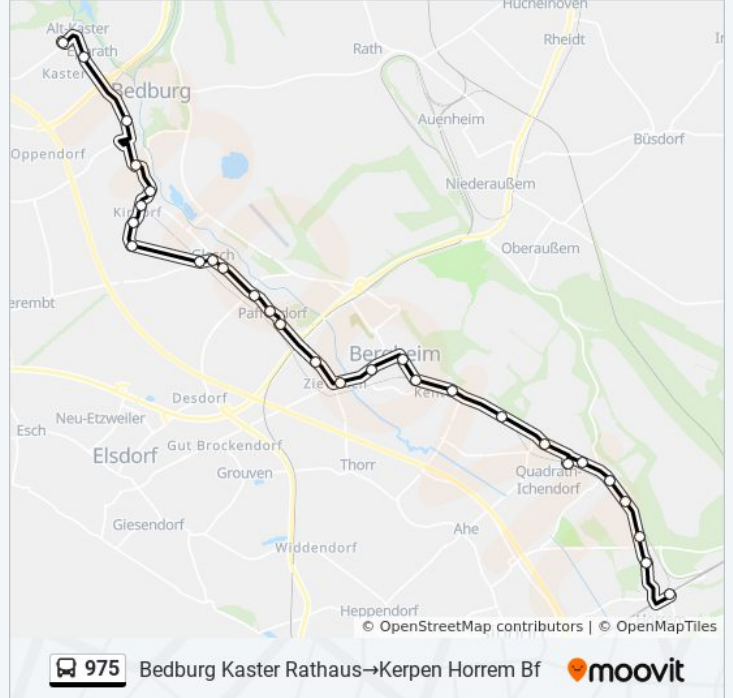 Hüchelhoven
Alt-Kaster
Rheidt
Rath
Kaster
Bedburg
Auenheim
Büsdorf
Oppendorf
Niederaußem
Oberaußem
Glesch
erembt
Bergheim
Desdorf
Neu-Etzweiler
Esch
Gut Brockendorf
Elsdorf
Thorr
Grouven
Quadrath-
Ichendorf
Giesendorf
Ahe
Widdendorf
Heppendorf
© OpenStreetMap contributors | © OpenMapTiles
975 Bedburg Kaster Rathaus→Kerpen Horrem Bf moovit